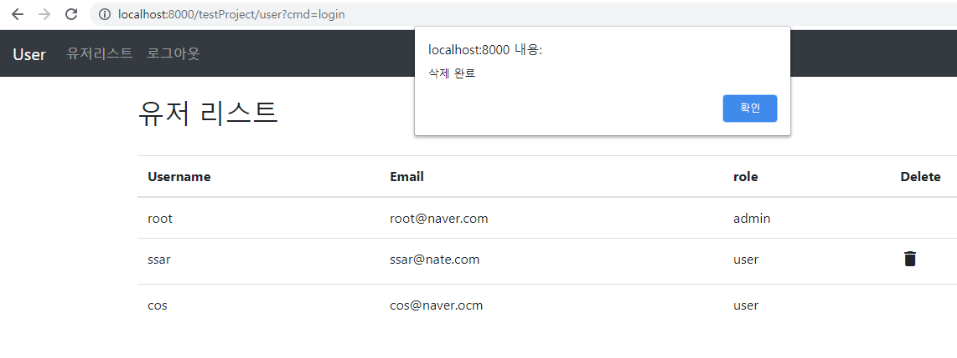 localhost:8000/testProject/user?cmd=login
User 유저리스트 로그아웃
localhost:8000 내용:
삭제 완료
확인
유저 리스트
Username Email role Delete
root root@naver.com admin
ssar ssar@nate.com user
cos cos@naver.ocm user